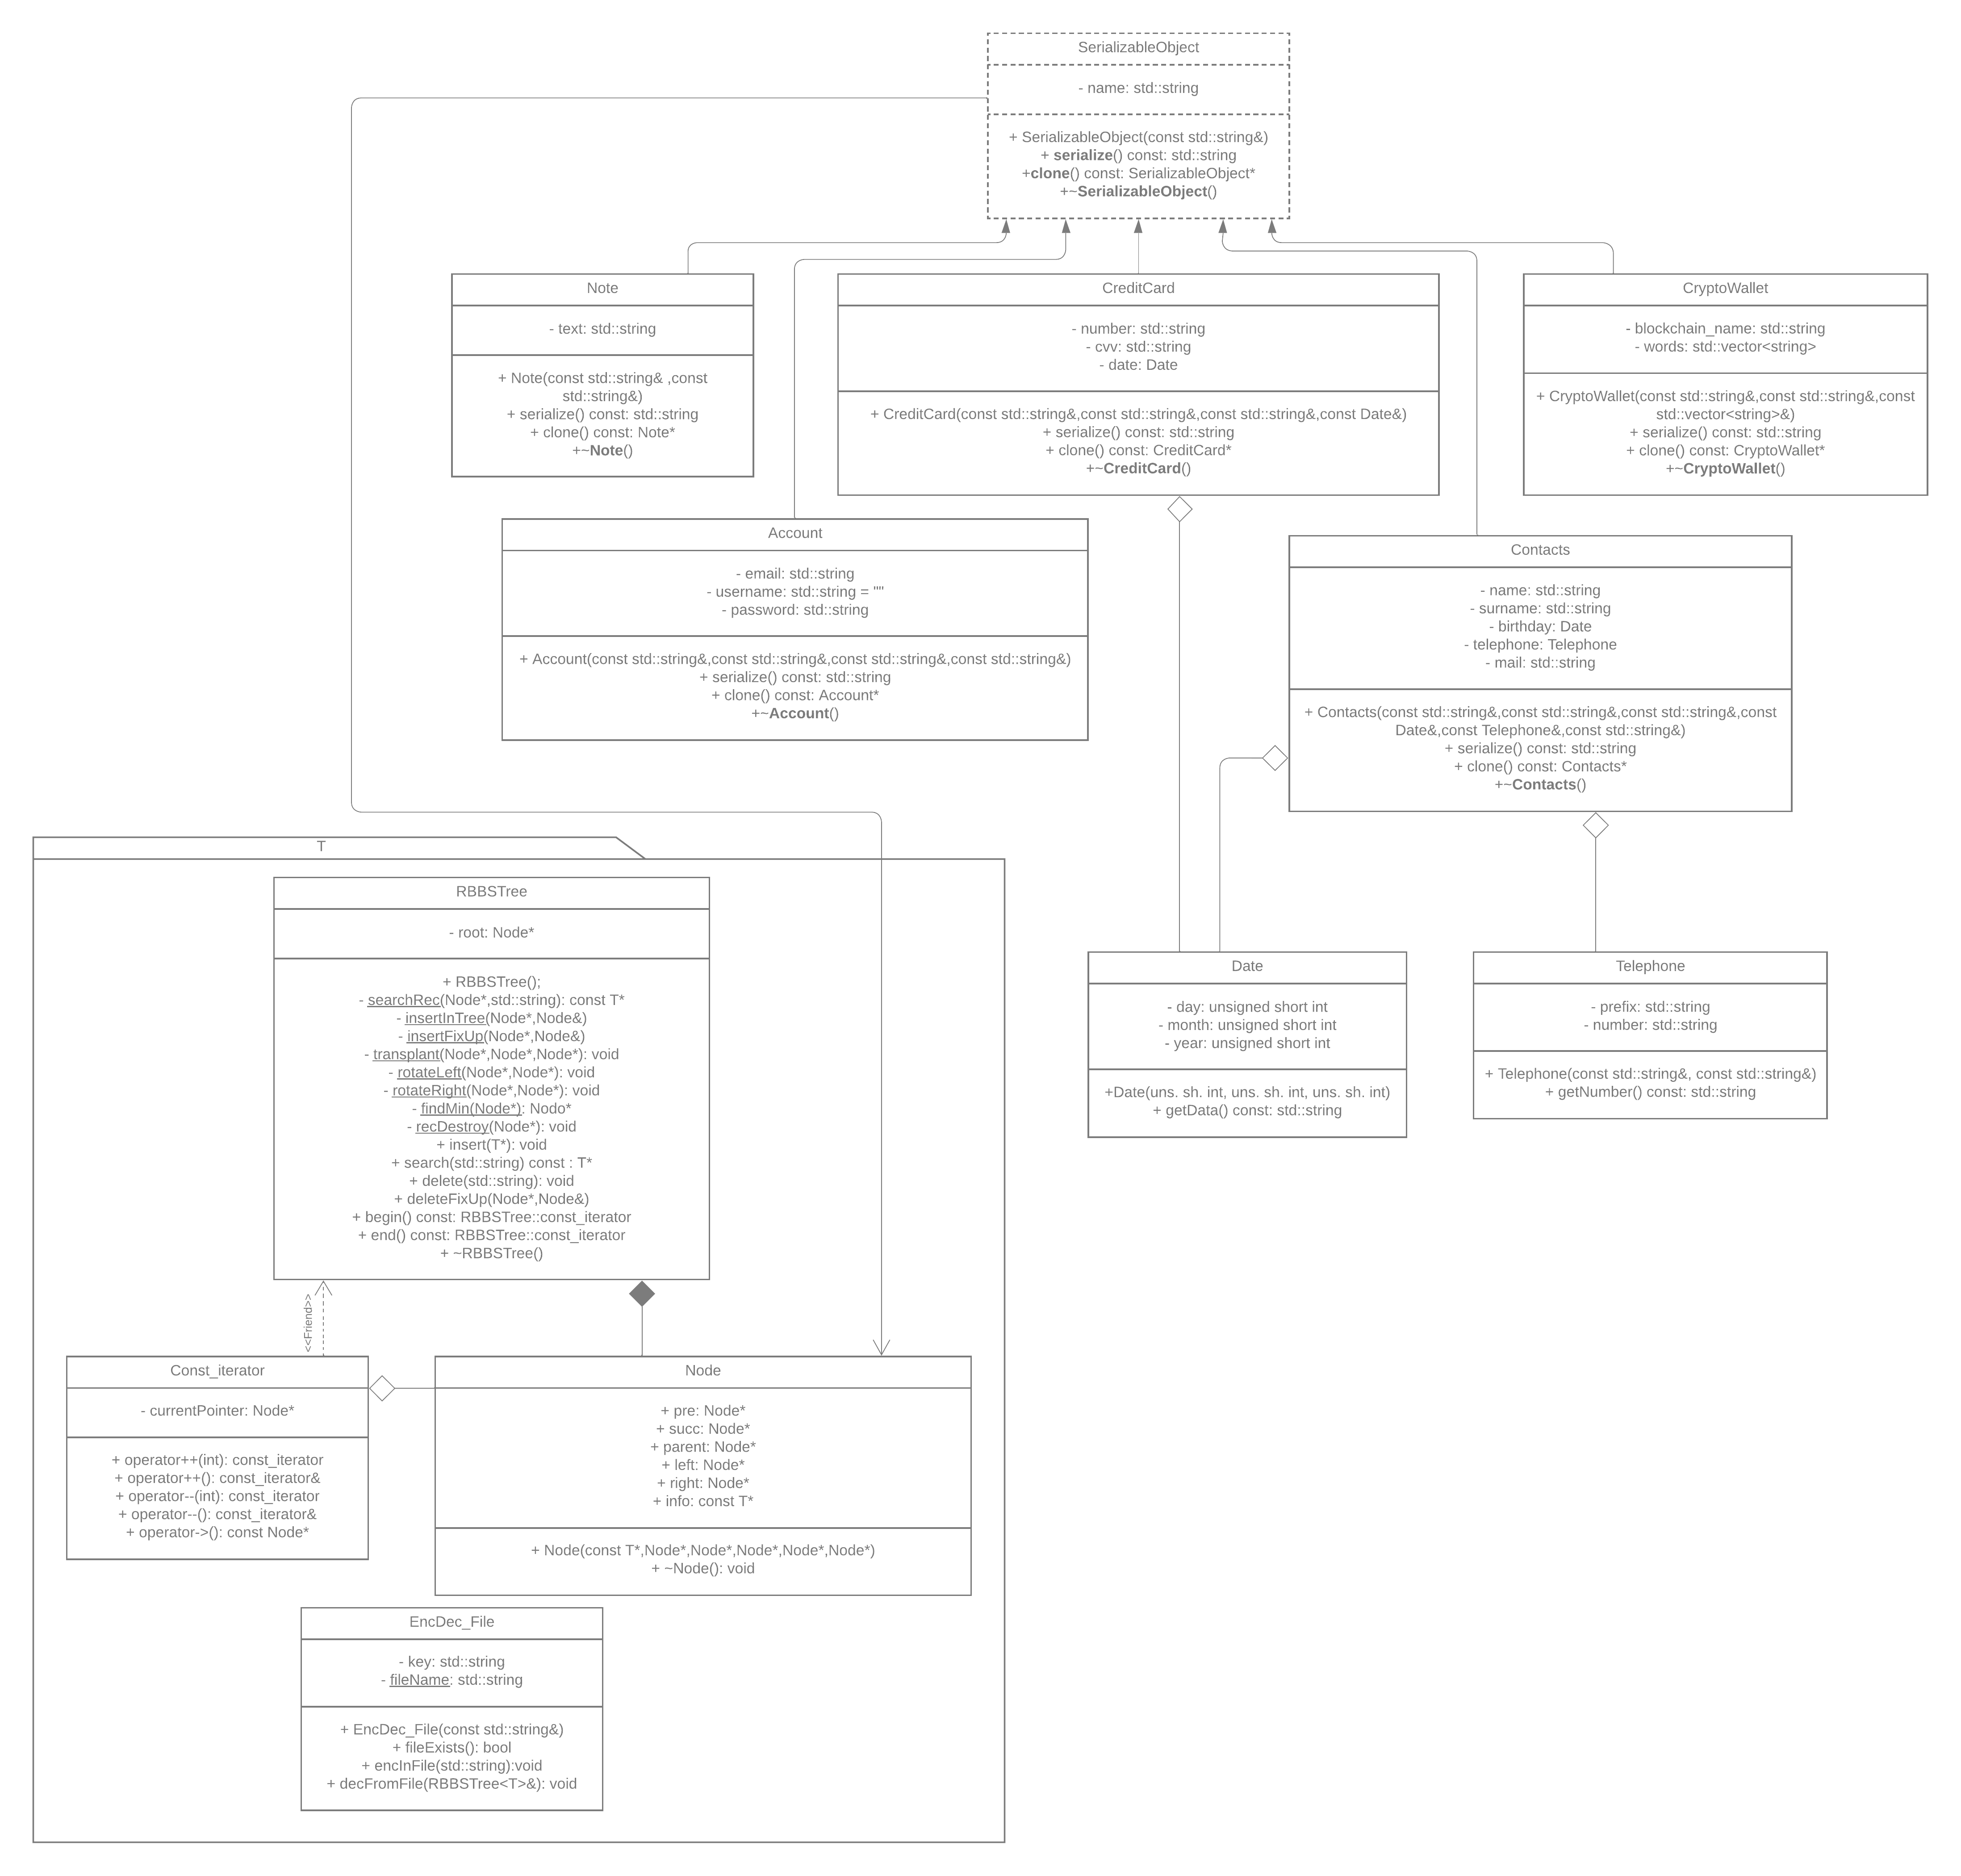 SerializableObject
- name: std::string
+ SerializableObject(const std::string&)
+ serialize() const: std::string
+clone() const: SerializableObject*
+~SerializableObject()
Note
- text: std::string
+ Note(const std::string& ,const
std::string&)
+ serialize() const: std::string
+ clone() const: Note*
+~Note()
CreditCard
- number: std::string
- cvv: std::string
- date: Date
+ CreditCard(const std::string&,const std::string&,const std::string&,const Date&)
+ serialize() const: std::string
+ clone() const: CreditCard*
+~CreditCard()
CryptoWallet
- blockchain_name: std::string
- words: std::vector<string>
+ CryptoWallet(const std::string&,const std::string&,const
std::vector<string>&)
+ serialize() const: std::string
+ clone() const: CryptoWallet*
+~CryptoWallet()
Account
- email: std::string
- username: std::string = ""
- password: std::string
+ Account(const std::string&,const std::string&,const std::string&,const std::string&)
+ serialize() const: std::string
+ clone() const: Account*
+~Account()
Contacts
- name: std::string
- surname: std::string
- birthday: Date
- telephone: Telephone
- mail: std::string
+ Contacts(const std::string&,const std::string&,const std::string&,const
Date&,const Telephone&,const std::string&)
+ serialize() const: std::string
+ clone() const: Contacts*
+~Contacts()
T
RBBSTree
- root: Node*
+ RBBSTree();
- searchRec(Node*,std::string): const T*
- insertInTree(Node*,Node&)
- insertFixUp(Node*,Node&)
- transplant(Node*,Node*,Node*): void
- rotateLeft(Node*,Node*): void
- rotateRight(Node*,Node*): void
- findMin(Node*): Nodo*
- recDestroy(Node*): void
+ insert(T*): void
+ search(std::string) const : T*
+ delete(std::string): void
+ deleteFixUp(Node*,Node&)
+ begin() const: RBBSTree::const_iterator
+ end() const: RBBSTree::const_iterator
+ ~RBBSTree()
Date
- day: unsigned short int
- month: unsigned short int
- year: unsigned short int
+Date(uns. sh. int, uns. sh. int, uns. sh. int)
+ getData() const: std::string
Telephone
- prefix: std::string
- number: std::string
+ Telephone(const std::string&, const std::string&)
+ getNumber() const: std::string
<<Friend>>
Const_iterator
- currentPointer: Node*
+ operator++(int): const_iterator
+ operator++(): const_iterator&
+ operator--(int): const_iterator
+ operator--(): const_iterator&
+ operator->(): const Node*
Node
+ pre: Node*
+ succ: Node*
+ parent: Node*
+ left: Node*
+ right: Node*
+ info: const T*
+ Node(const T*,Node*,Node*,Node*,Node*,Node*)
+ ~Node(): void
EncDec_File
- key: std::string
- fileName: std::string
+ EncDec_File(const std::string&)
+ fileExists(): bool
+ encInFile(std::string):void
+ decFromFile(RBBSTree<T>&): void